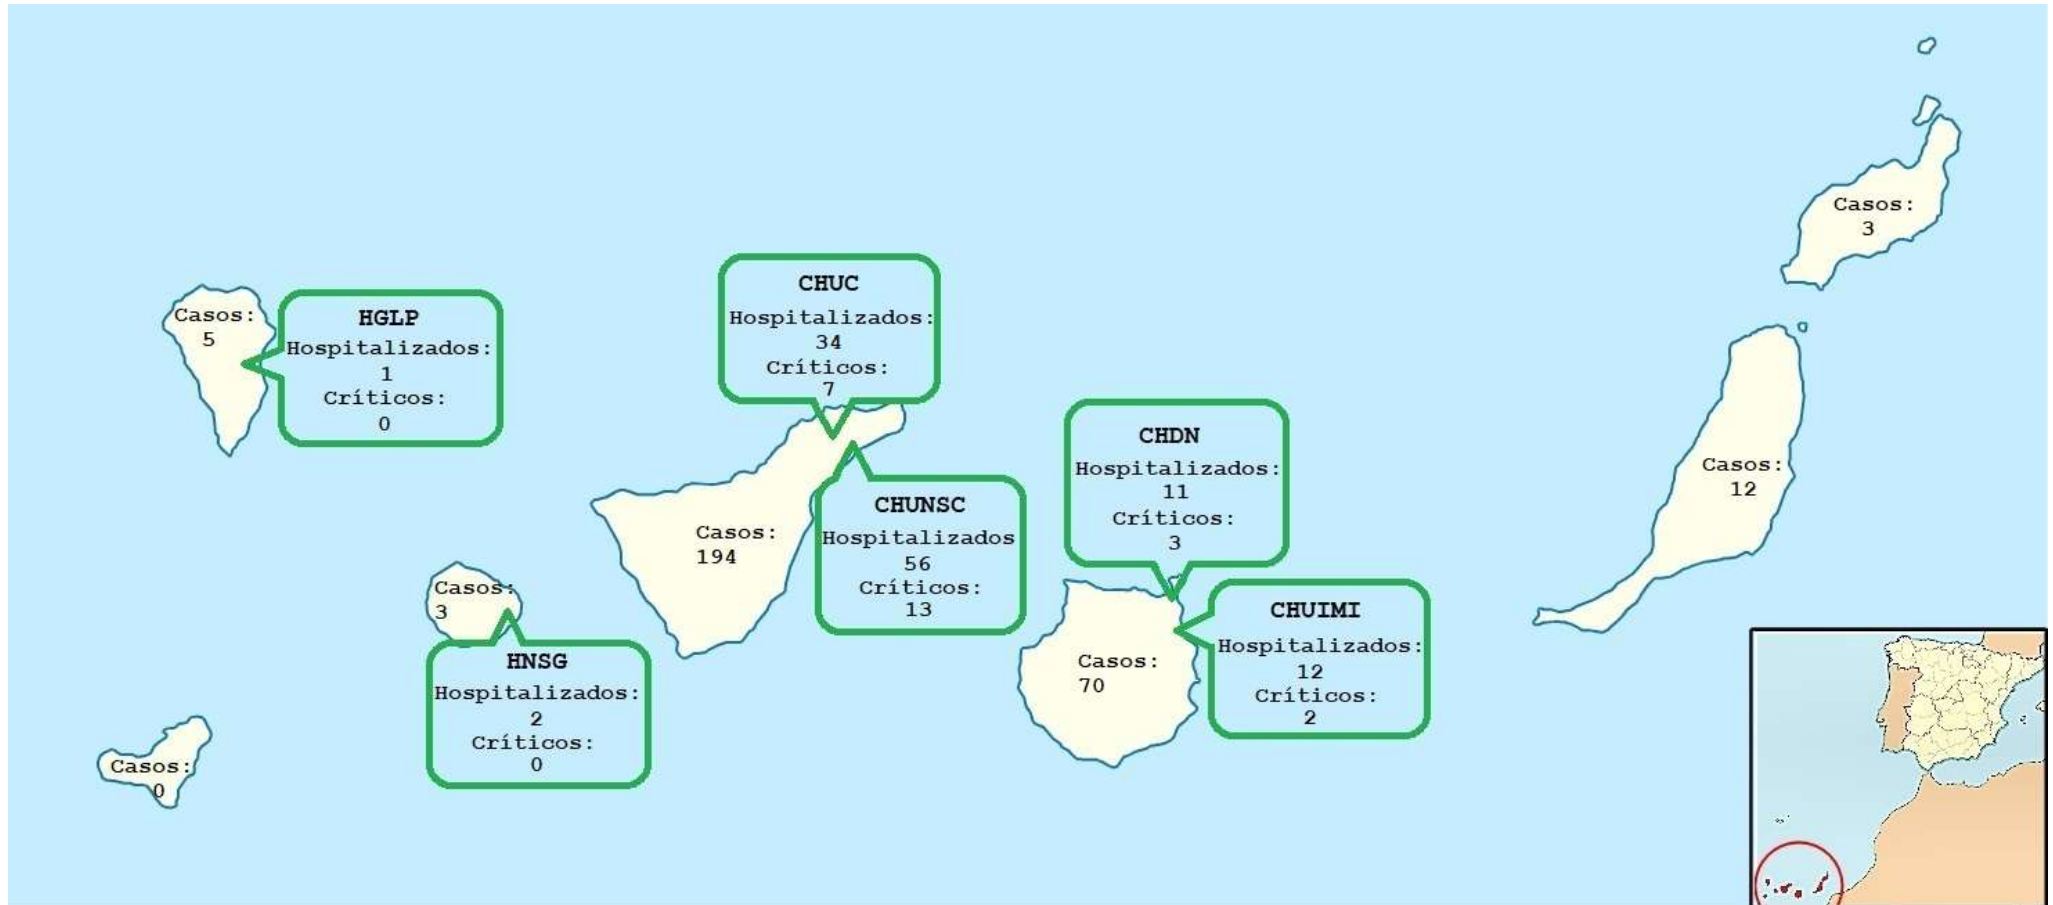 Casos:
3
Casos:
5
HGLP
Hospitalizados:
1
Críticos:
0
CHUC
Hospitalizados:
34
Críticos:
7
CHDN
Hospitalizados:
11
Críticos:
3
Casos:
12
CHUNSC
Hospitalizados
56
Críticos:
13
Casos:
194
Casos:
3
HNSG
Hospitalizados:
2
Críticos:
0
CHUIMI
Hospitalizados:
12
Críticos:
2
Casos:
70
Casos:
0